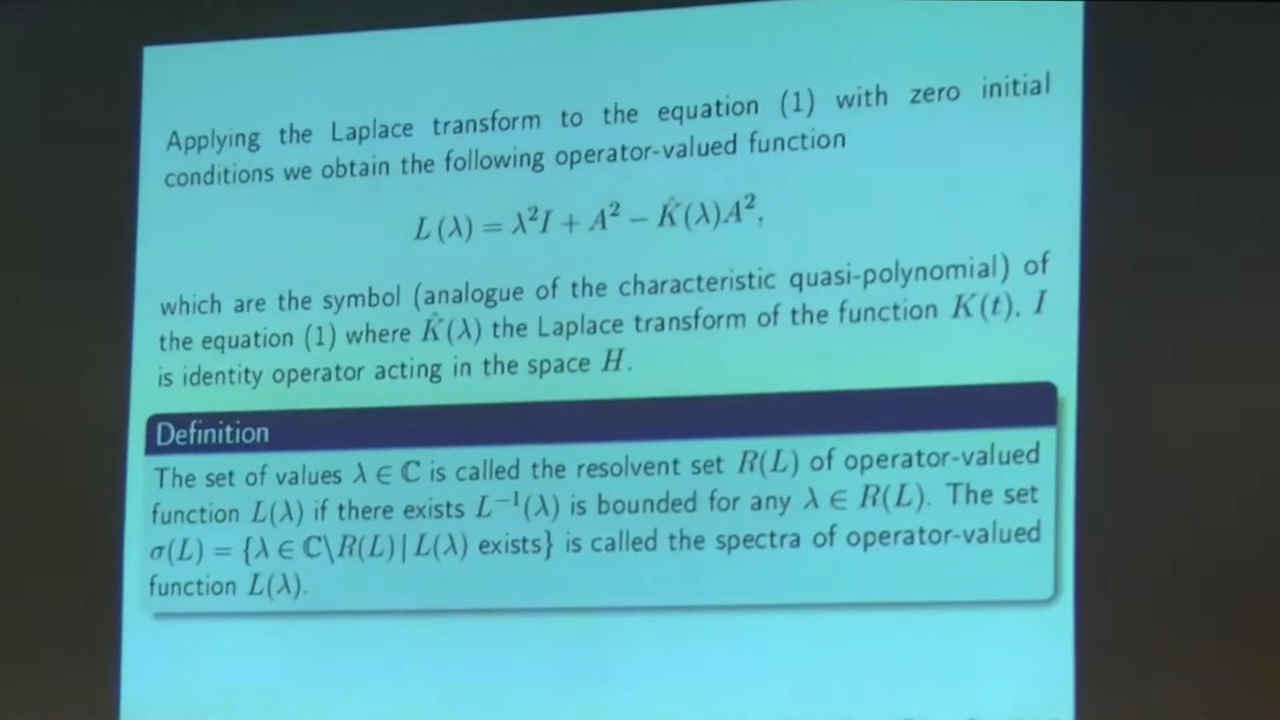 Applying the Laplace transform to the equation (1) with zero initial
conditions we obtain the following operator-valued function
L(λ) = λ²I + A² − K̂(λ)A²,
which are the symbol (analogue of the characteristic quasi-polynomial) of
the equation (1) where K̂(λ) the Laplace transform of the function K(t), I
is identity operator acting in the space H.
Definition
The set of values λ ∈ ℂ is called the resolvent set R(L) of operator-valued
function L(λ) if there exists L⁻¹(λ) is bounded for any λ ∈ R(L). The set
σ(L) = {λ ∈ ℂ\R(L) | L(λ) exists} is called the spectra of operator-valued
function L(λ).